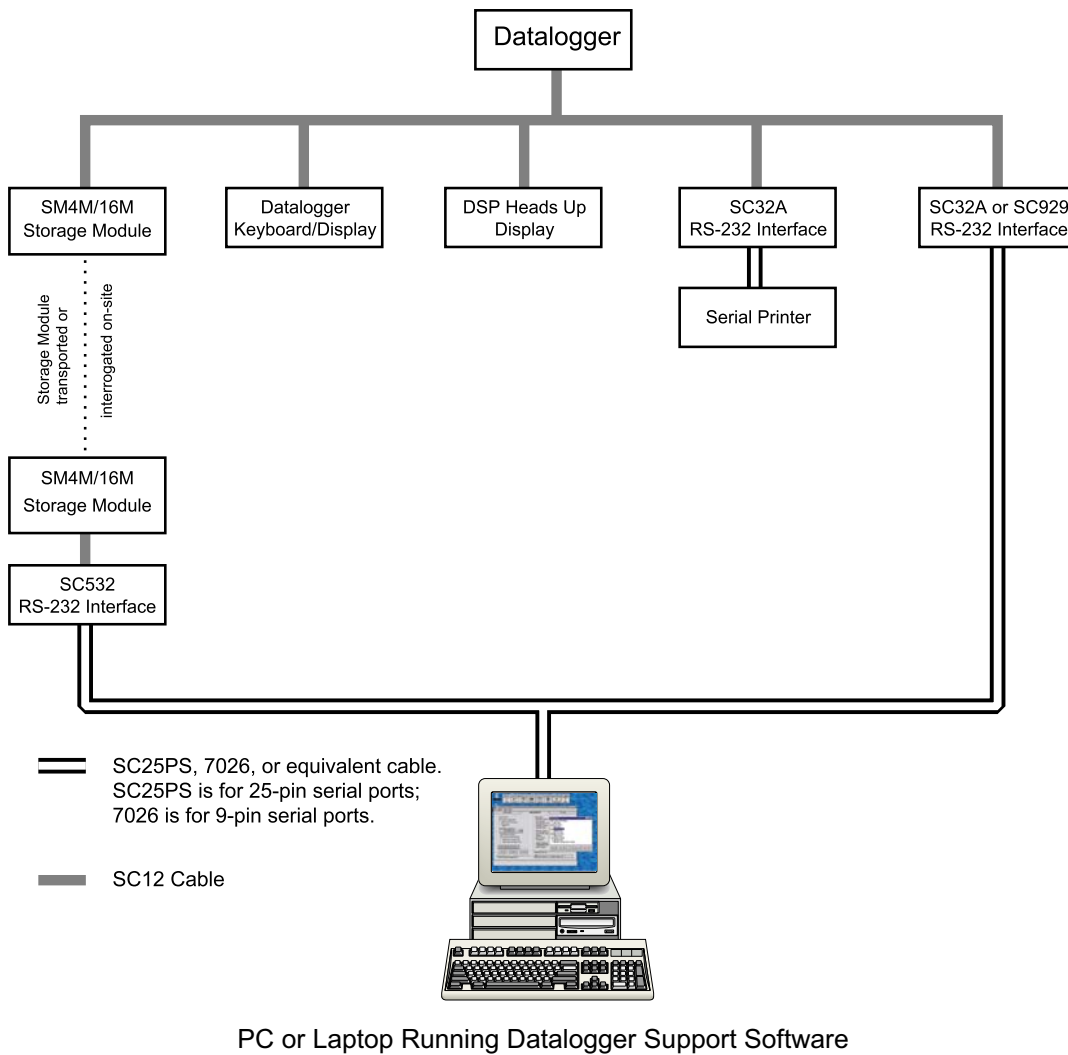 Datalogger
SM4M/16M
Storage Module
Datalogger
Keyboard/Display
DSP Heads Up
Display
SC32A
RS-232 Interface
SC32A or SC929
RS-232 Interface
Serial Printer
Storage Module
transported or
interrogated on-site
SM4M/16M
Storage Module
SC532
RS-232 Interface
SC25PS, 7026, or equivalent cable.
SC25PS is for 25-pin serial ports;
7026 is for 9-pin serial ports.
SC12 Cable
PC or Laptop Running Datalogger Support Software